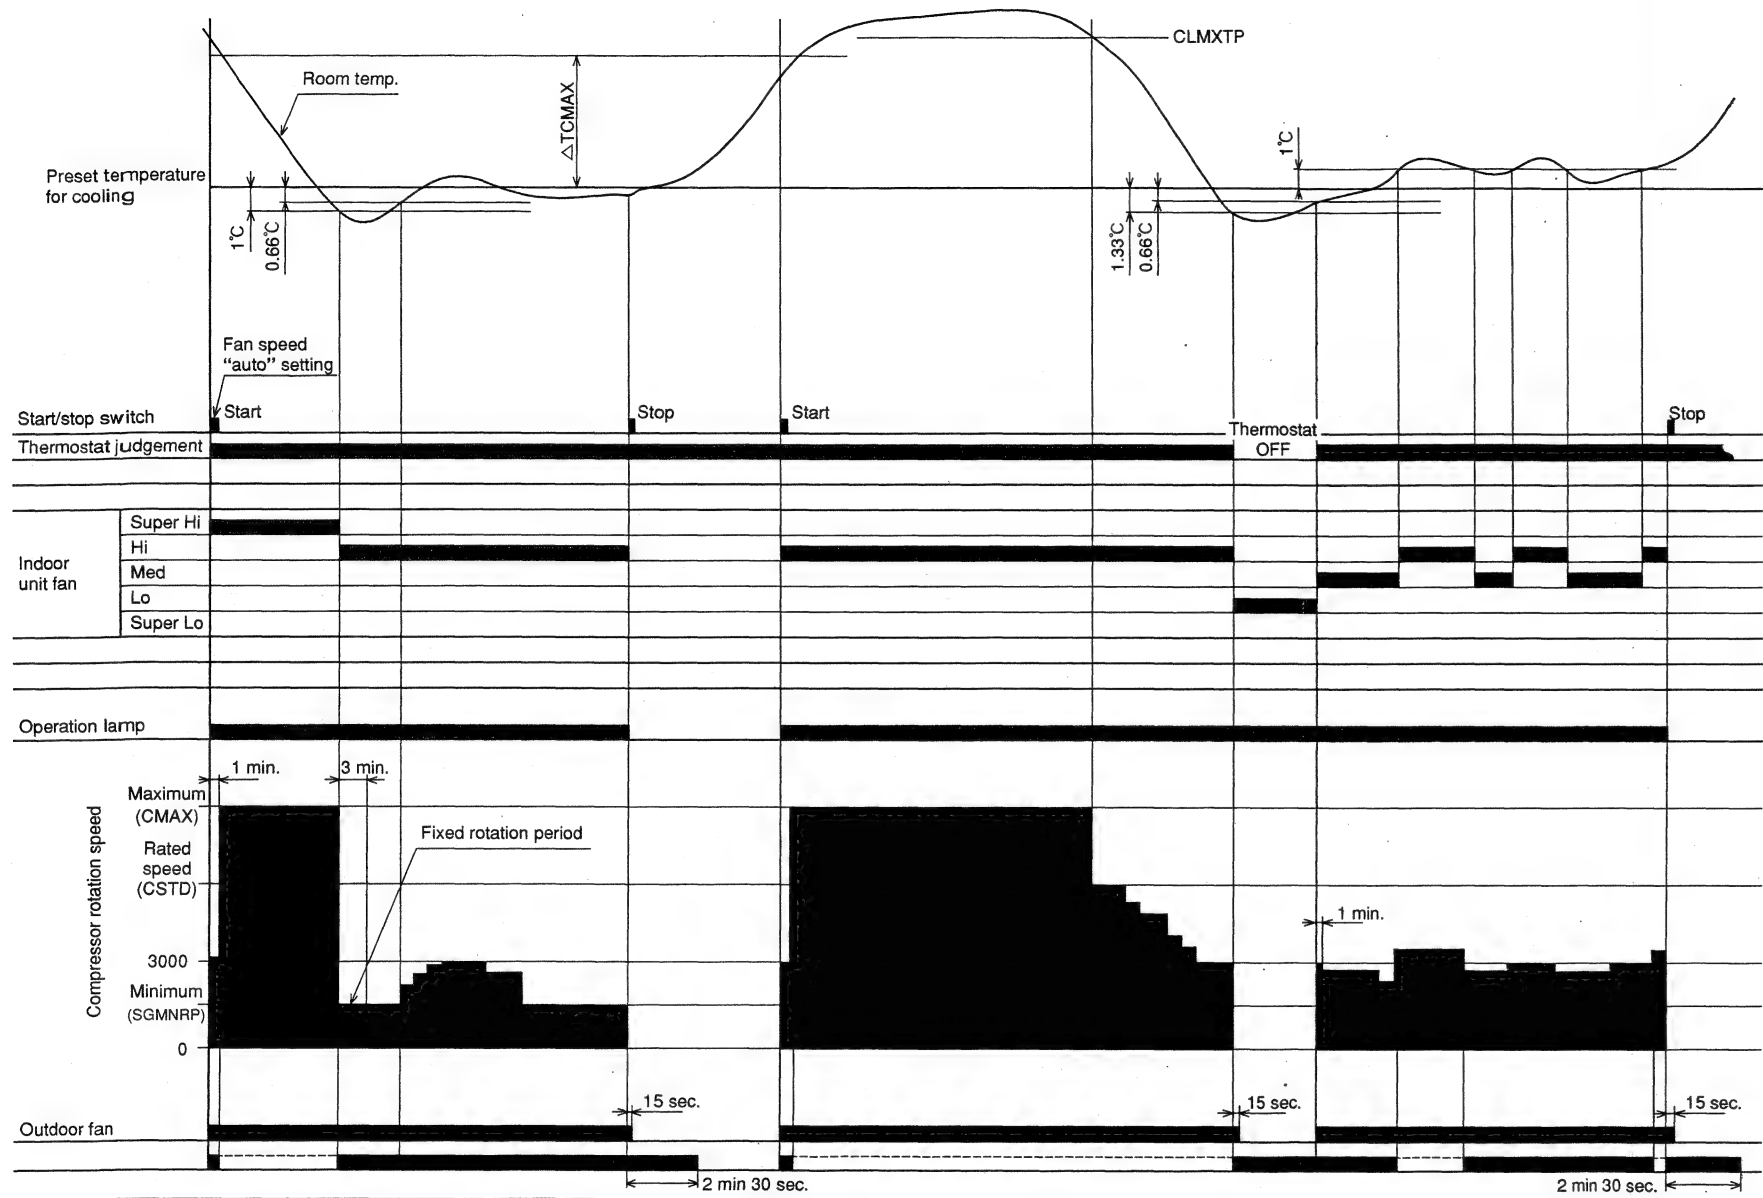 CLMXTP
Room temp.
△TCMAX
1℃
Preset temperature
for cooling
1℃
0.66℃
1.33℃
0.66℃
Fan speed
“auto” setting
Start/stop switch
Start
Stop
Start
Stop
Thermostat judgement
Thermostat
OFF
Indoor
unit fan
Super Hi
Hi
Med
Lo
Super Lo
Operation lamp
1 min.
3 min.
Compressor rotation speed
Maximum
(CMAX)
Rated
speed
(CSTD)
3000
Minimum
(SGMNRP)
0
Fixed rotation period
1 min.
15 sec.
15 sec.
15 sec.
Outdoor fan
2 min 30 sec.
2 min 30 sec.